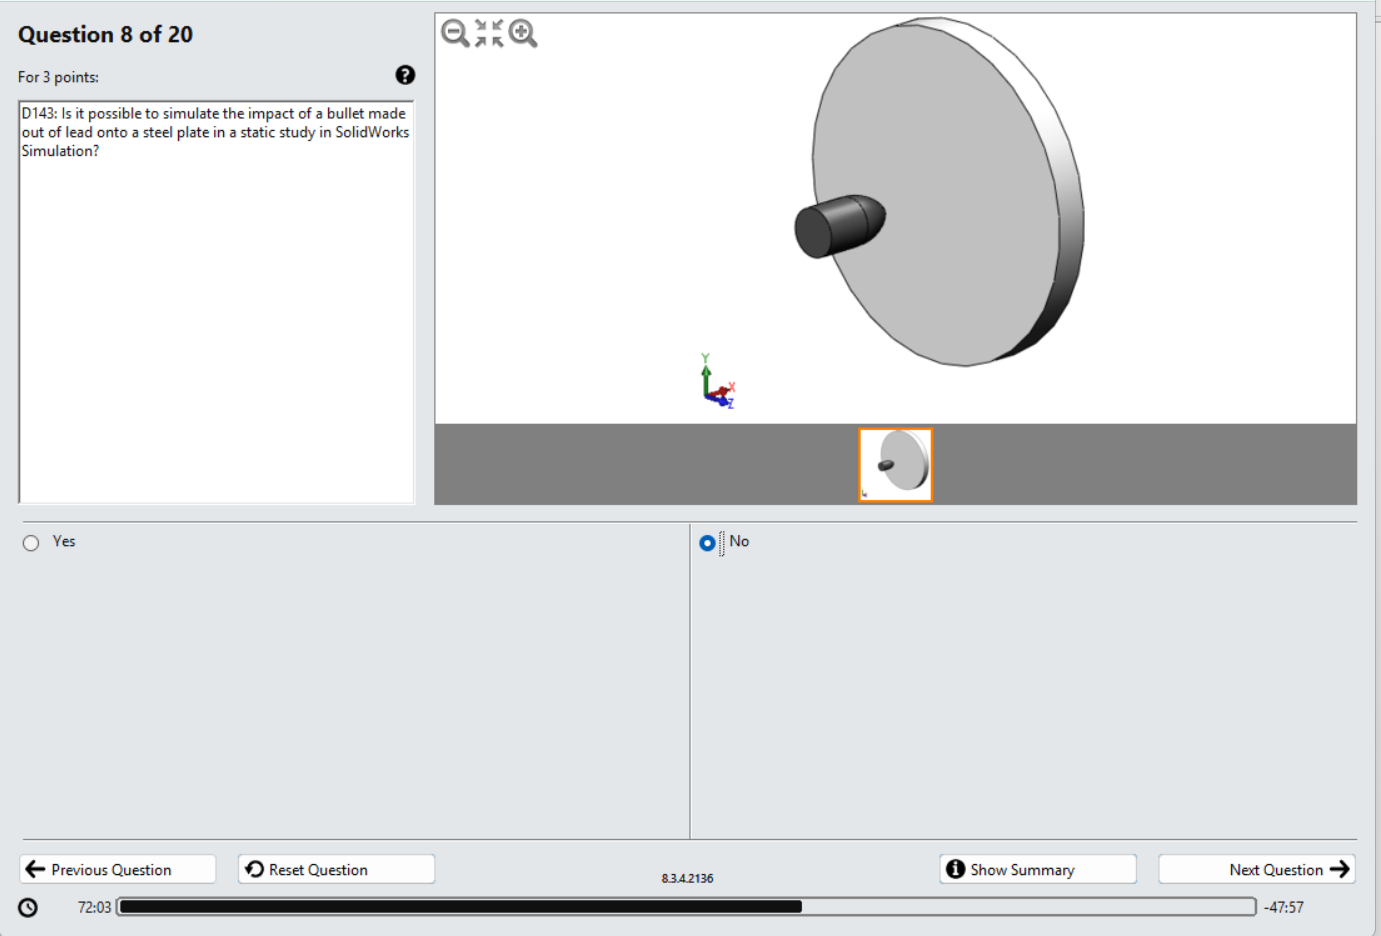 Question 8 of 20
For 3 points:
?
D143: Is it possible to simulate the impact of a bullet made
out of lead onto a steel plate in a static study in SolidWorks
Simulation?
Y
X
Z
Yes
No
Previous Question
Reset Question
8.3.4.2136
Show Summary
Next Question
72:03
-47:57